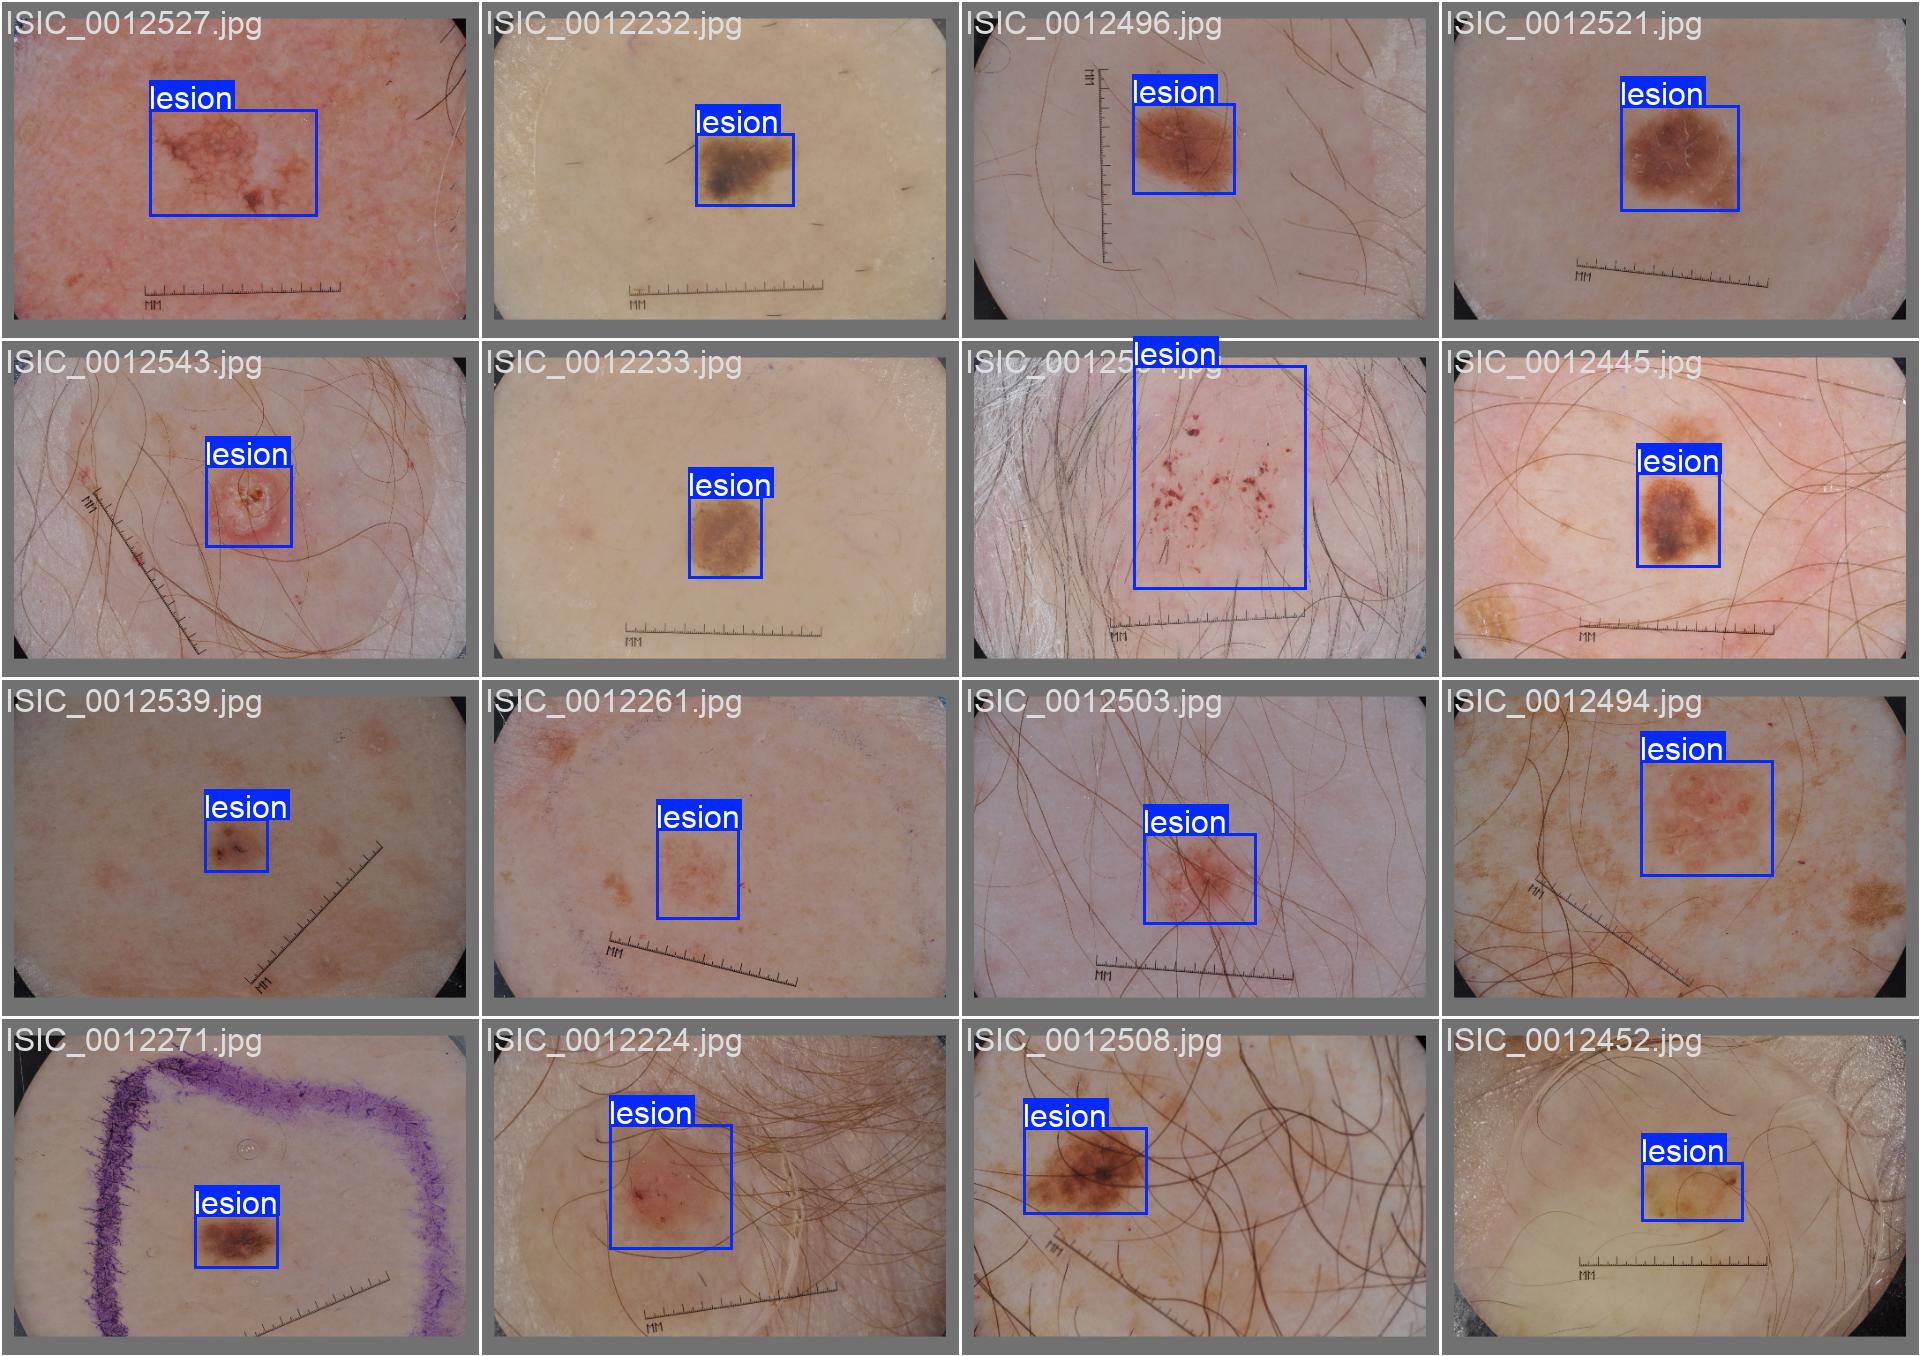 ISIC_0012527.jpg
lesion
MM
ISIC_0012232.jpg
lesion
MM
ISIC_0012496.jpg
lesion
MM
ISIC_0012521.jpg
lesion
MM
ISIC_0012543.jpg
lesion
MM
ISIC_0012233.jpg
lesion
MM
lesion
MM
ISIC_0012445.jpg
lesion
MM
ISIC_0012539.jpg
lesion
MM
ISIC_0012261.jpg
lesion
MM
ISIC_0012503.jpg
lesion
MM
ISIC_0012494.jpg
lesion
MM
ISIC_0012271.jpg
lesion
ISIC_0012224.jpg
lesion
MM
ISIC_0012508.jpg
lesion
MM
ISIC_0012452.jpg
lesion
MM